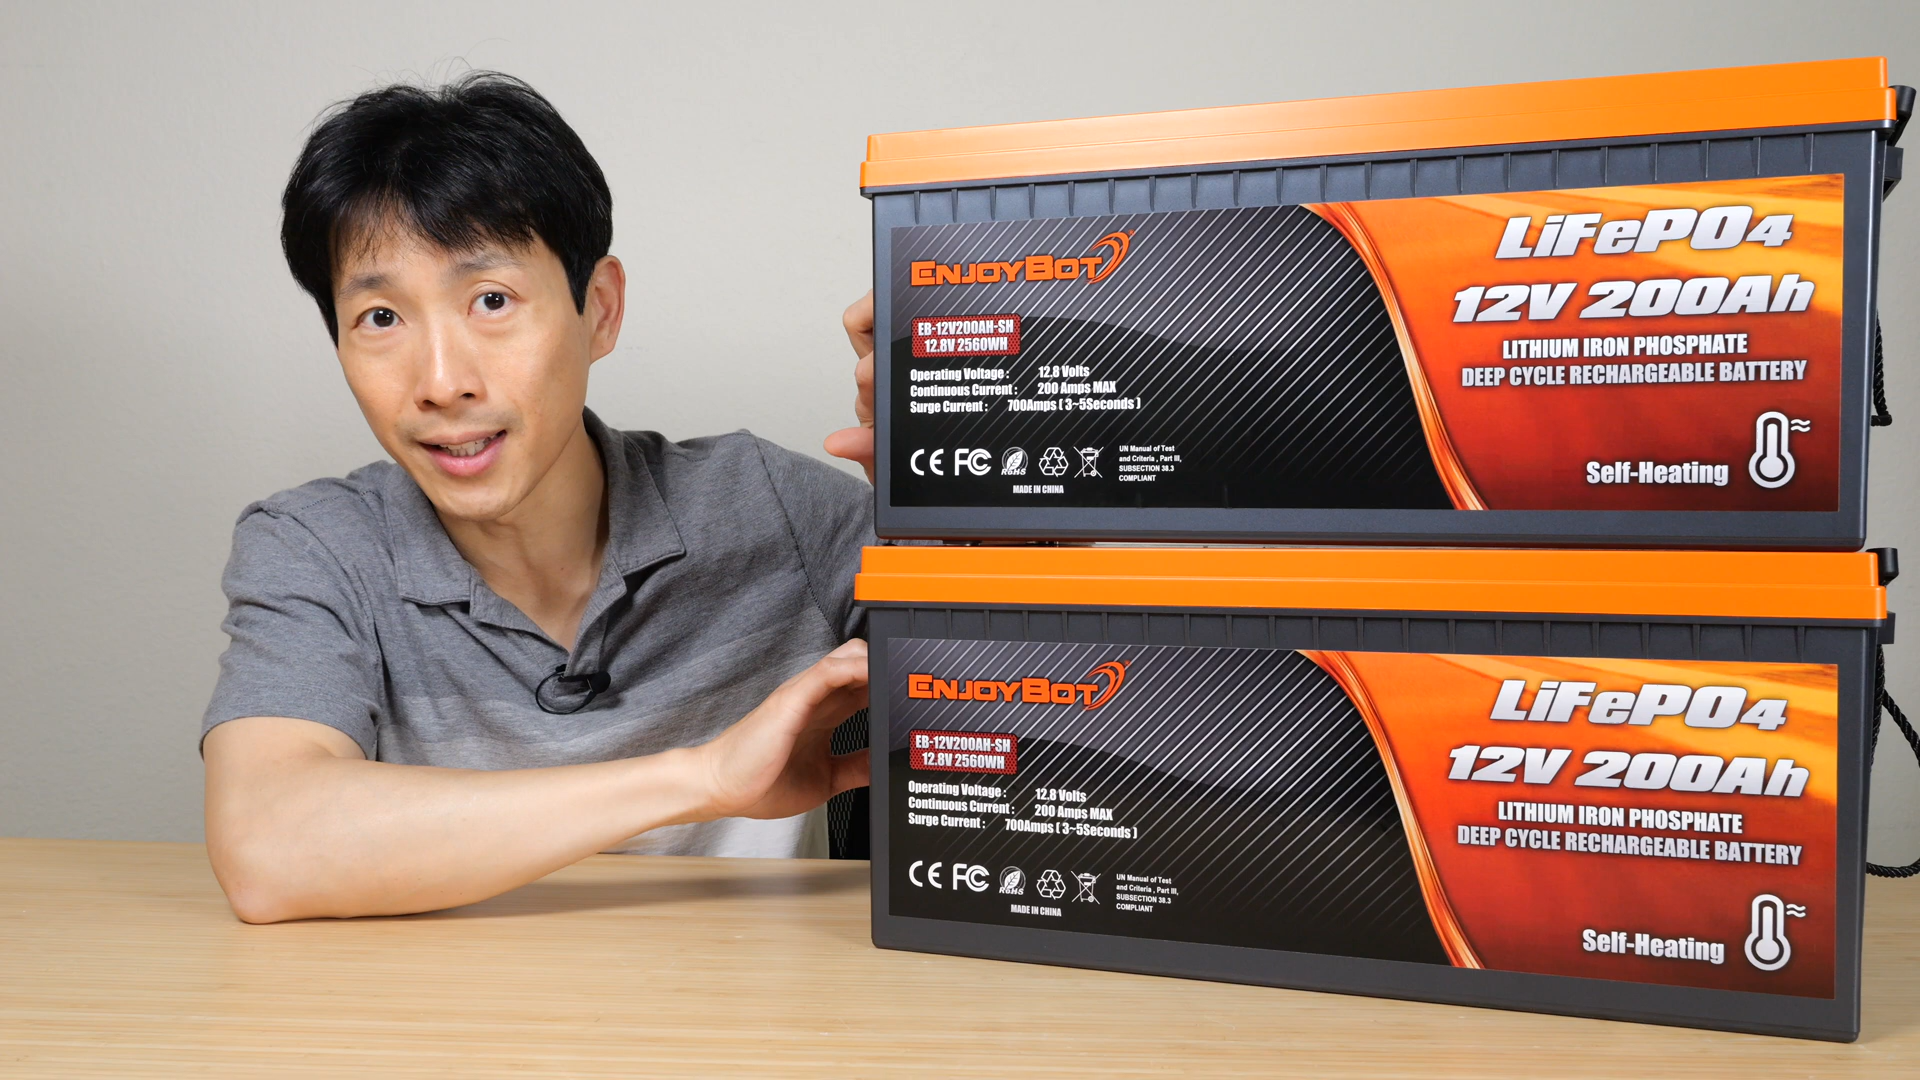 ENJOYBOT®
EB-12V200AH-SH
12.8V 2560WH
Operating Voltage : 12.8 Volts
Continuous Current : 200 Amps MAX
Surge Current : 700Amps ( 3~5Seconds )
CE FC RoHS
UN Manual of Test
and Criteria , Part III,
SUBSECTION 38.3
COMPLIANT
MADE IN CHINA
LiFePO4
12V 200Ah
LITHIUM IRON PHOSPHATE
DEEP CYCLE RECHARGEABLE BATTERY
Self-Heating
ENJOYBOT®
EB-12V200AH-SH
12.8V 2560WH
Operating Voltage : 12.8 Volts
Continuous Current : 200 Amps MAX
Surge Current : 700Amps ( 3~5Seconds )
CE FC RoHS
UN Manual of Test
and Criteria , Part III,
SUBSECTION 38.3
COMPLIANT
MADE IN CHINA
LiFePO4
12V 200Ah
LITHIUM IRON PHOSPHATE
DEEP CYCLE RECHARGEABLE BATTERY
Self-Heating